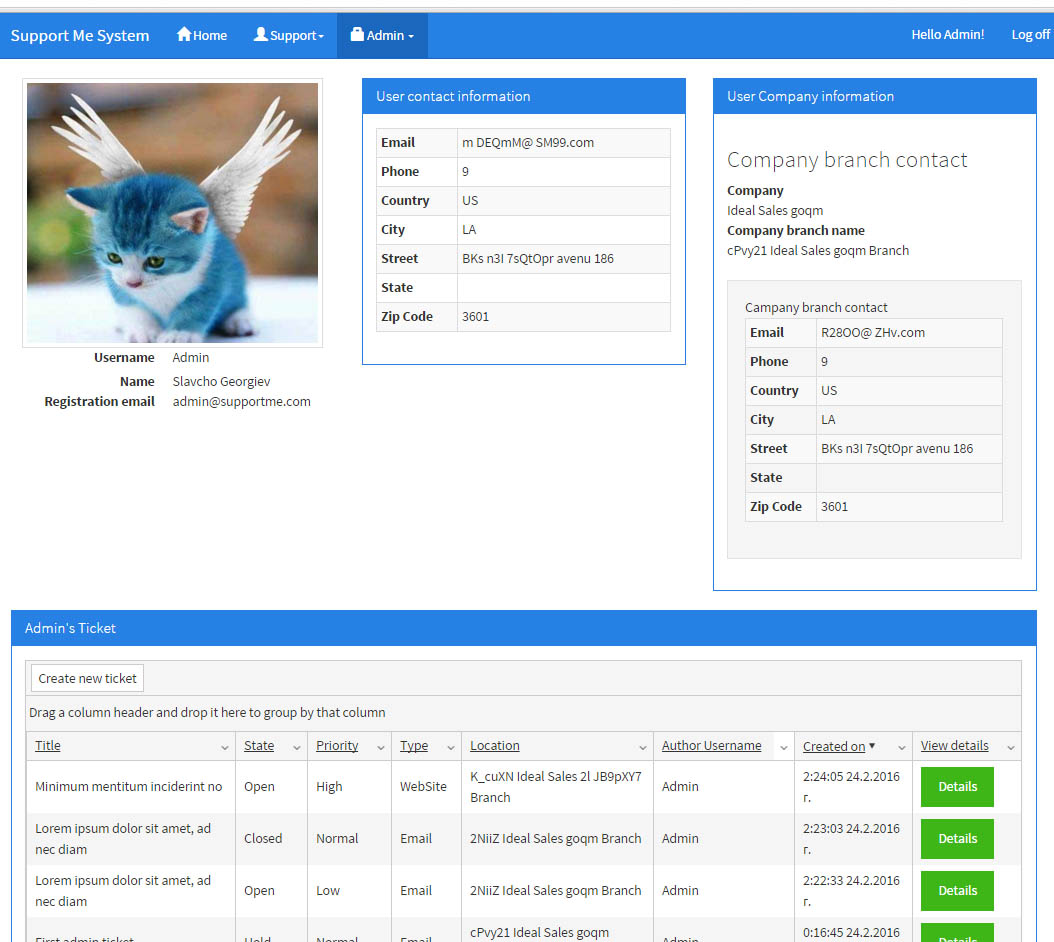 Support Me System Home Support Admin Hello Admin! Log off
Username Admin
Name Slavcho Georgiev
Registration email admin@supportme.com
User contact information
Email m DEQmM@ SM99.com
Phone 9
Country US
City LA
Street BKs n3I 7sQtOpr avenu 186
State
Zip Code 3601
User Company information
Company branch contact
Company
Ideal Sales goqm
Company branch name
cPvy21 Ideal Sales goqm Branch
Campany branch contact
Email R28OO@ ZHv.com
Phone 9
Country US
City LA
Street BKs n3I 7sQtOpr avenu 186
State
Zip Code 3601
Admin's Ticket
Create new ticket
Drag a column header and drop it here to group by that column
Title State Priority Type Location Author Username Created on View details
Minimum mentitum inciderint no Open High WebSite K_cuXN Ideal Sales 2l JB9pXY7 Branch Admin 2:24:05 24.2.2016 г. Details
Lorem ipsum dolor sit amet, ad nec diam Closed Normal Email 2NiiZ Ideal Sales goqm Branch Admin 2:23:03 24.2.2016 г. Details
Lorem ipsum dolor sit amet, ad nec diam Open Low Email 2NiiZ Ideal Sales goqm Branch Admin 2:22:33 24.2.2016 г. Details
First admin ticket Hold Normal Email cPvy21 Ideal Sales goqm Admin 0:16:45 24.2.2016 Details